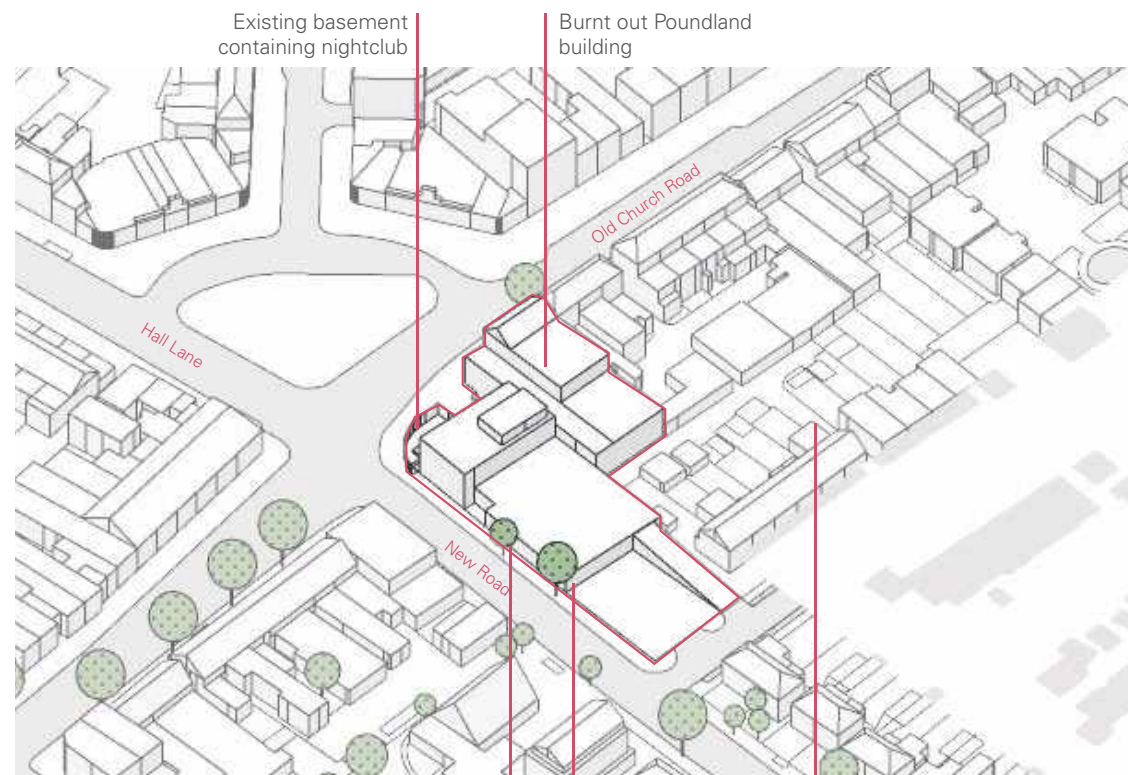 Existing basement
containing nightclub
Burnt out Poundland
building
Old Church Road
Hall Lane
New Road